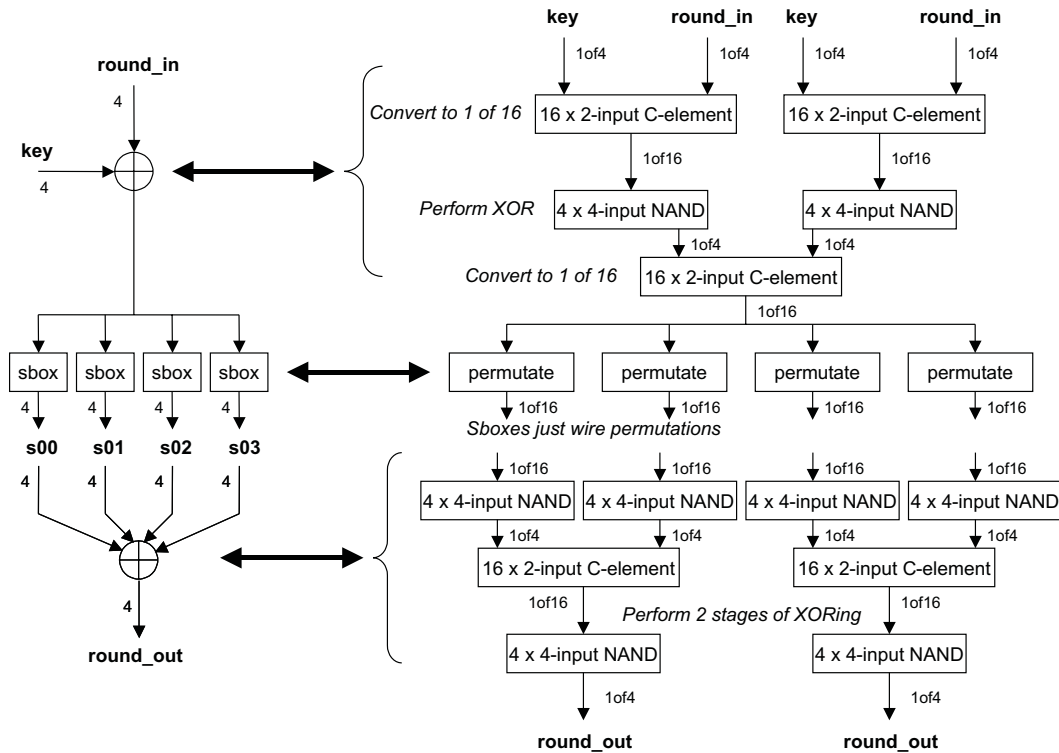 round_in
4
key
4
sbox
sbox
sbox
sbox
4
4
4
4
s00
s01
s02
s03
4
4
4
4
4
round_out
Convert to 1 of 16
Perform XOR
Convert to 1 of 16
key
round_in
key
round_in
1of4
1of4
1of4
1of4
16 x 2-input C-element
16 x 2-input C-element
1of16
1of16
4 x 4-input NAND
4 x 4-input NAND
1of4
1of4
16 x 2-input C-element
1of16
permutate
permutate
permutate
permutate
1of16
1of16
1of16
1of16
Sboxes just wire permutations
1of16
1of16
1of16
1of16
4 x 4-input NAND
4 x 4-input NAND
4 x 4-input NAND
4 x 4-input NAND
1of4
1of4
1of4
1of4
16 x 2-input C-element
16 x 2-input C-element
1of16
Perform 2 stages of XORing
1of16
4 x 4-input NAND
4 x 4-input NAND
1of4
1of4
round_out
round_out